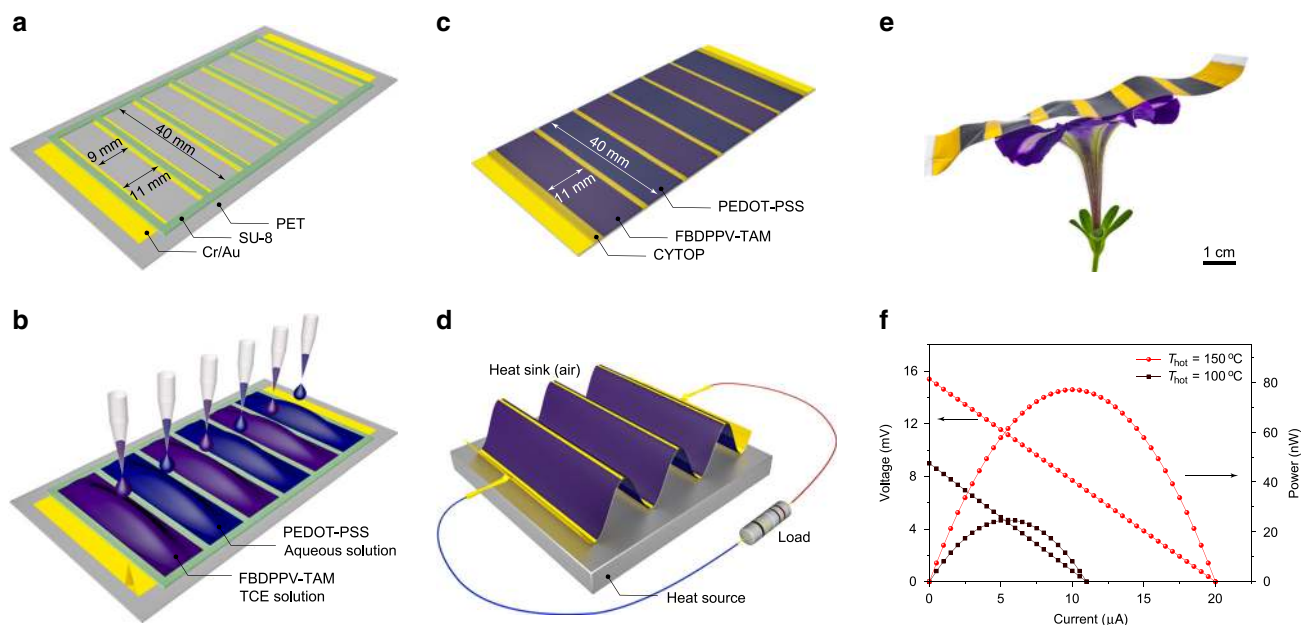 a
9 mm
40 mm
11 mm
PET
SU-8
Cr/Au
b
PEDOT-PSS
Aqueous solution
FBDPPV-TAM
TCE solution
c
40 mm
11 mm
PEDOT-PSS
FBDPPV-TAM
CYTOP
d
Heat sink (air)
Load
Heat source
e
1 cm
f
T_hot = 150 °C
T_hot = 100 °C
16
12
8
4
0
Voltage (mV)
80
60
40
20
0
Power (nW)
0 5 10 15 20
Current (μA)